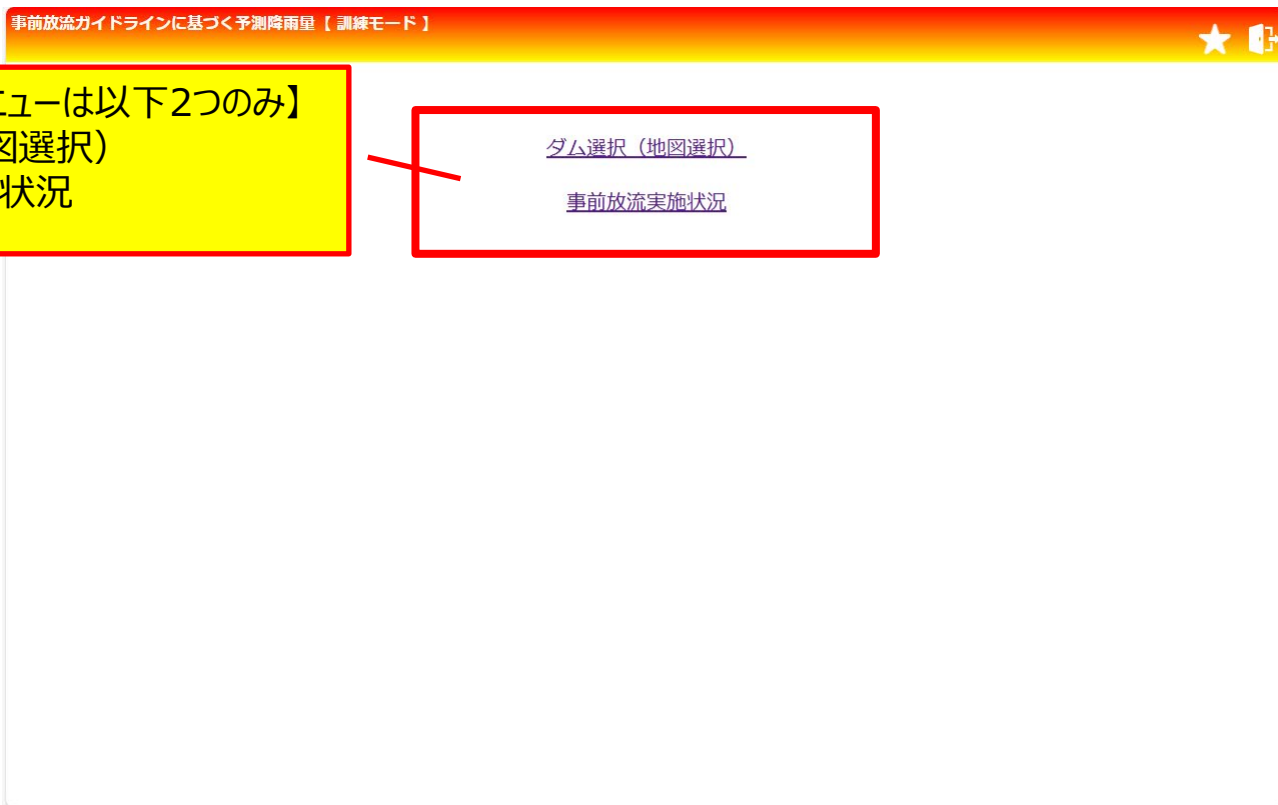 事前放流ガイドラインに基づく予測降雨量【 訓練モード 】
ニューは以下2つのみ】
図選択）
状況
ダム選択（地図選択）
事前放流実施状況